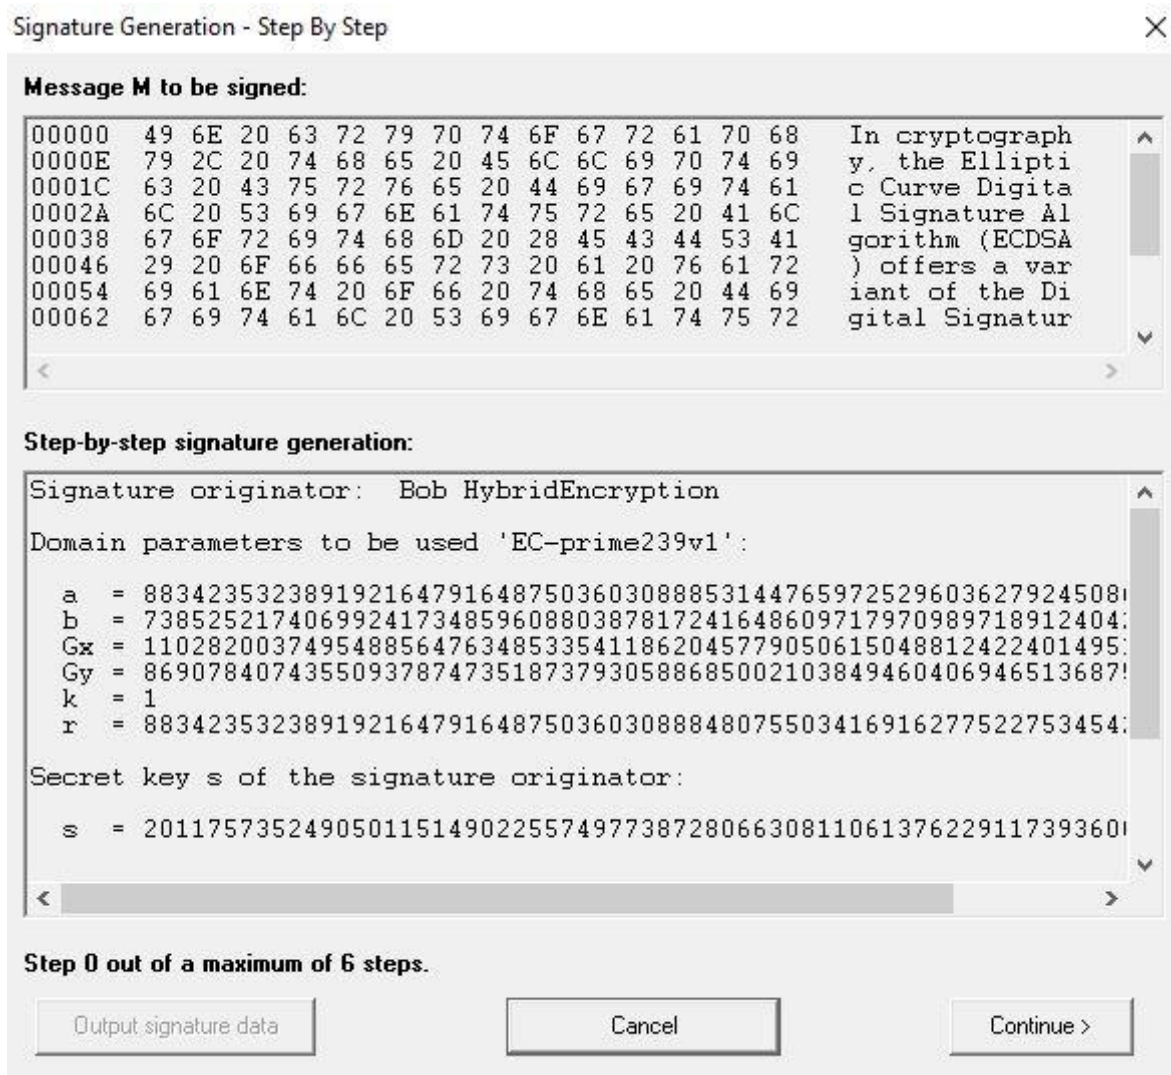 Signature Generation - Step By Step
Message M to be signed:
00000 49 6E 20 63 72 79 70 74 6F 67 72 61 70 68 In cryptograph
0000E 79 2C 20 74 68 65 20 45 6C 6C 69 70 74 69 y, the Ellipti
0001C 63 20 43 75 72 76 65 20 44 69 67 69 74 61 c Curve Digita
0002A 6C 20 53 69 67 6E 61 74 75 72 65 20 41 6C l Signature Al
00038 67 6F 72 69 74 68 6D 20 28 45 43 44 53 41 gorithm (ECDSA
00046 29 20 6F 66 66 65 72 73 20 61 20 76 61 72 ) offers a var
00054 69 61 6E 74 20 6F 66 20 74 68 65 20 44 69 iant of the Di
00062 67 69 74 61 6C 20 53 69 67 6E 61 74 75 72 gital Signatur
Step-by-step signature generation:
Signature originator: Bob HybridEncryption
Domain parameters to be used 'EC-prime239v1':
a = 88342353238919216479164875036030888531447659725296036279245080
b = 73852521740699241734859608803878172416486097179709897189124042
Gx = 11028200374954885647634853354118620457790506150488124224014951
Gy = 86907840743550937874735187379305886850021038494604069465136875
k = 1
r = 88342353238919216479164875036030888480755034169162775227534542
Secret key s of the signature originator:
s = 20117573524905011514902255749773872806630811061376229117393600
Step 0 out of a maximum of 6 steps.
Output signature data
Cancel
Continue >